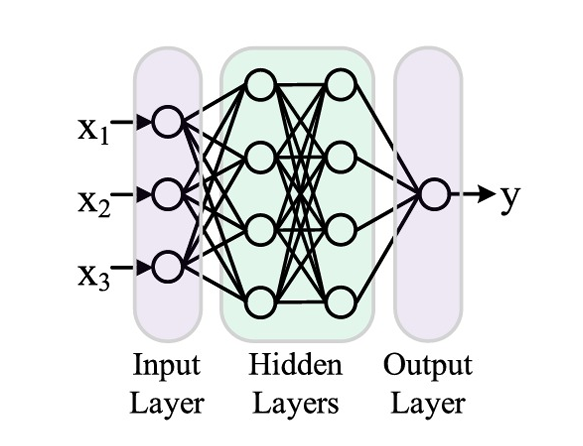 x₁
x₂
y
x₃
Input
Layer
Hidden
Layers
Output
Layer